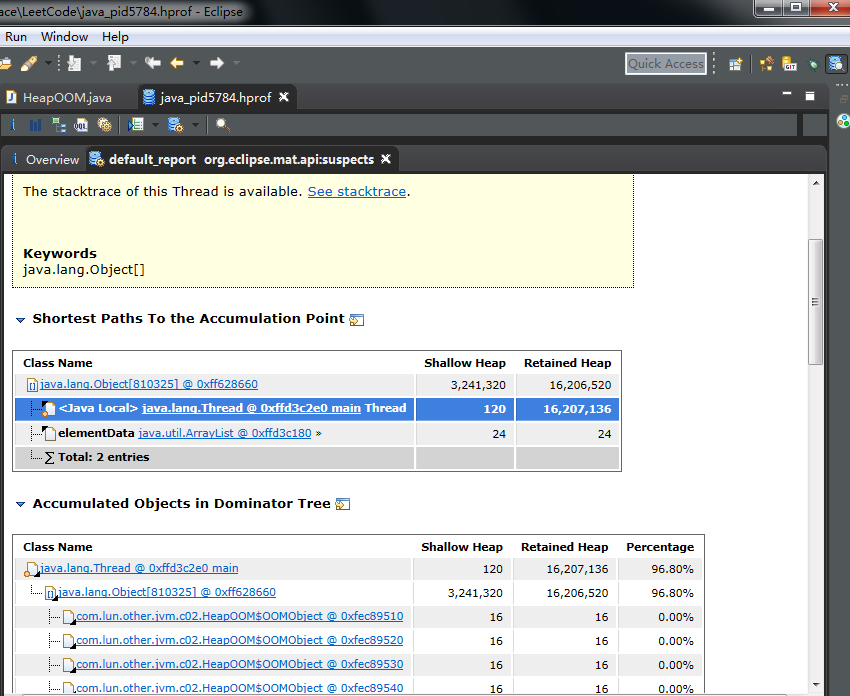 ace\LeetCode\java_pid5784.hprof - Eclipse
Run Window Help
Quick Access
GIT
HeapOOM.java java_pid5784.hprof
i OQL
i Overview default_report org.eclipse.mat.api:suspects
The stacktrace of this Thread is available. See stacktrace.
Keywords
java.lang.Object[]
Shortest Paths To the Accumulation Point
Class Name Shallow Heap Retained Heap
java.lang.Object[810325] @ 0xff628660 3,241,320 16,206,520
<Java Local> java.lang.Thread @ 0xffd3c2e0 main Thread 120 16,207,136
elementData java.util.ArrayList @ 0xffd3c180 » 24 24
∑ Total: 2 entries
Accumulated Objects in Dominator Tree
Class Name Shallow Heap Retained Heap Percentage
java.lang.Thread @ 0xffd3c2e0 main 120 16,207,136 96.80%
java.lang.Object[810325] @ 0xff628660 3,241,320 16,206,520 96.80%
com.lun.other.jvm.c02.HeapOOM$OOMObject @ 0xfec89510 16 16 0.00%
com.lun.other.jvm.c02.HeapOOM$OOMObject @ 0xfec89520 16 16 0.00%
com.lun.other.jvm.c02.HeapOOM$OOMObject @ 0xfec89530 16 16 0.00%
com.lun.other.jvm.c02.HeapOOM$OOMObject @ 0xfec89540 16 16 0.00%